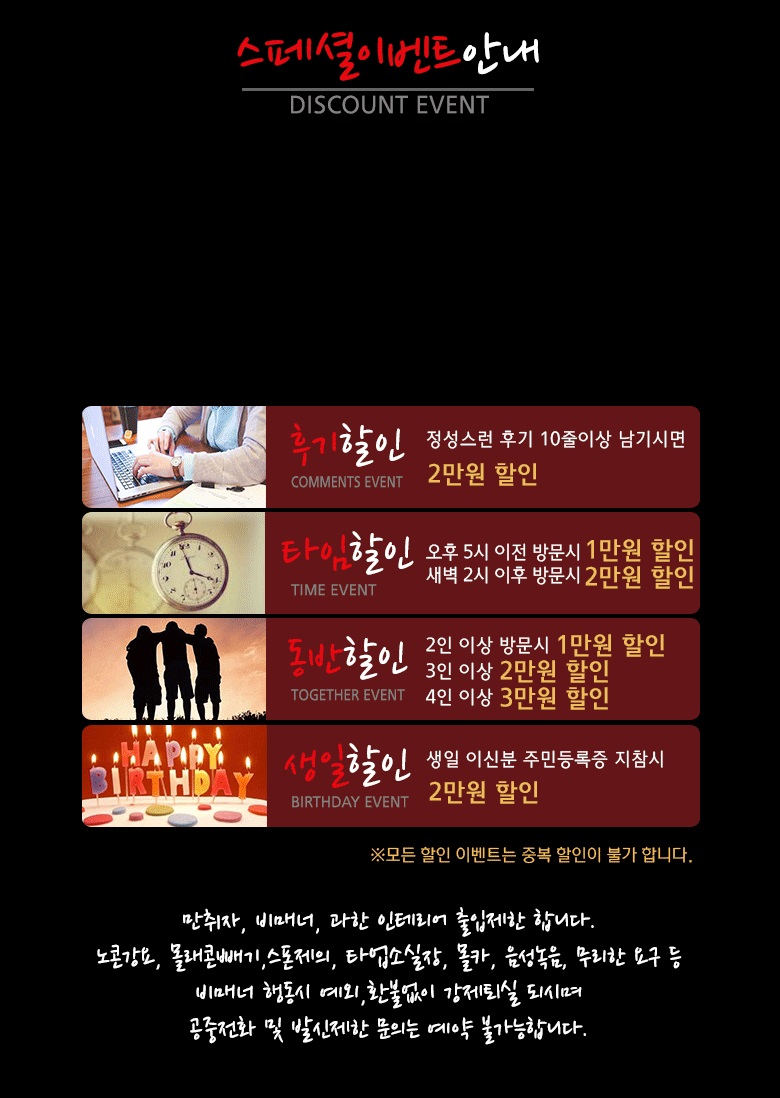 스페셜이벤트안내
DISCOUNT EVENT
후기할인
COMMENTS EVENT
정성스런 후기 10줄이상 남기시면
2만원 할인
타임할인
TIME EVENT
오후 5시 이전 방문시 1만원 할인
새벽 2시 이후 방문시 2만원 할인
동반할인
TOGETHER EVENT
2인 이상 방문시 1만원 할인
3인 이상 2만원 할인
4인 이상 3만원 할인
HAPPY
BIRTHDAY
생일할인
BIRTHDAY EVENT
생일 이신분 주민등록증 지참시
2만원 할인
※모든 할인 이벤트는 중복 할인이 불가 합니다.
만취자, 비매너, 과한 인테리어 출입제한 합니다.
노콘강요, 몰래콘빼기,스폰제의, 타업소실장, 몰카, 음성녹음, 무리한 요구 등
비매너 행동시 예외,환불없이 강제퇴실 되시며
공중전화 및 발신제한 문의는 예약 불가능합니다.